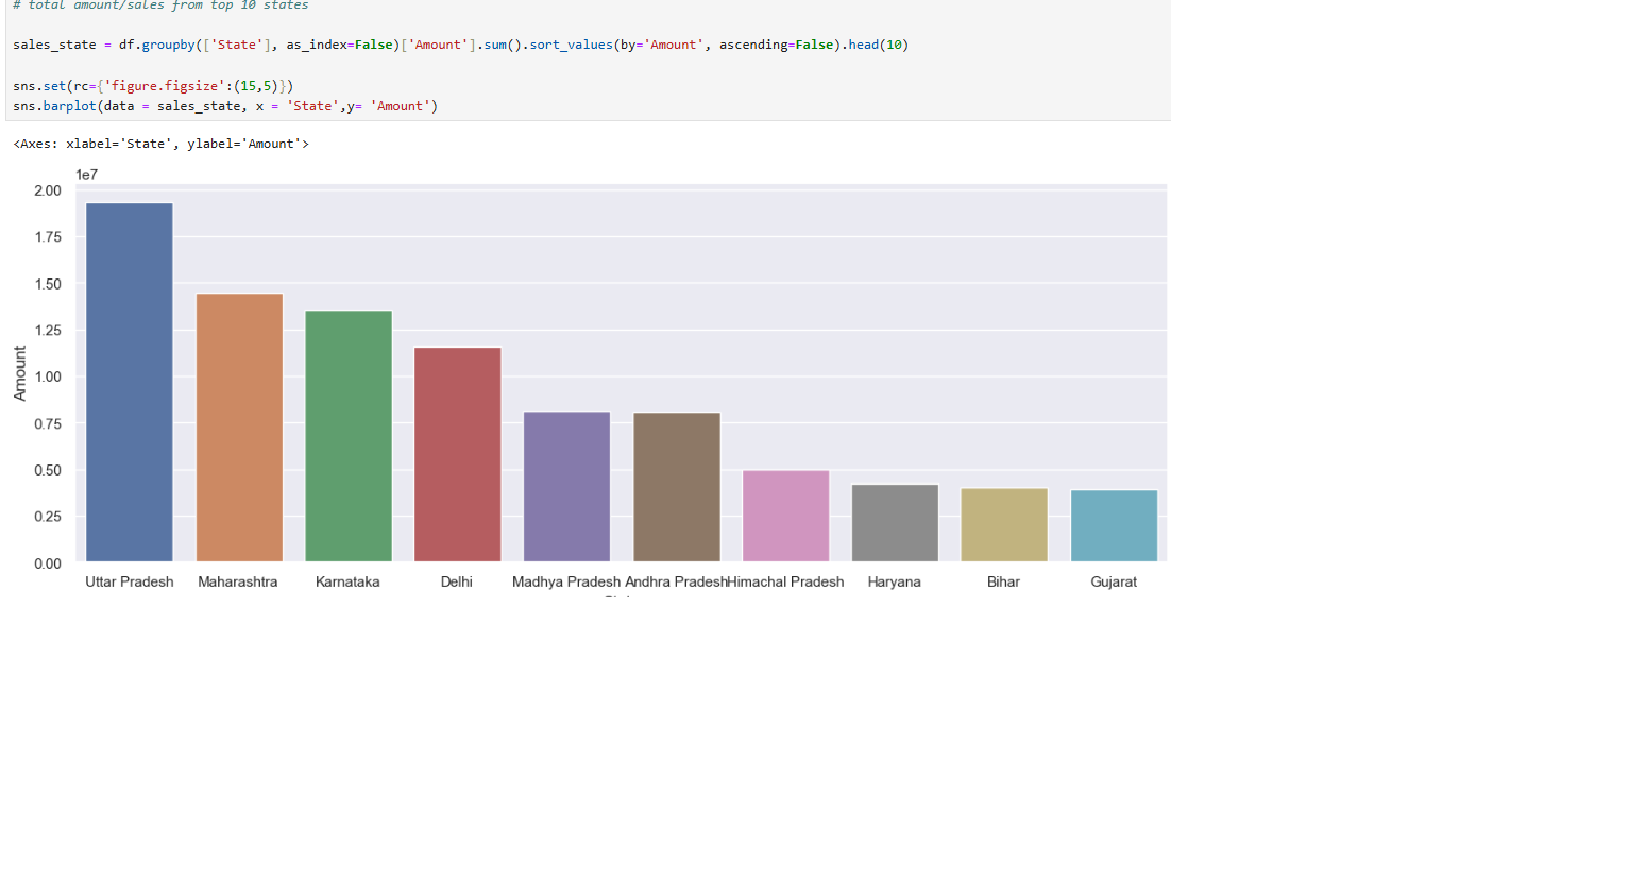 # total amount/sales from top 10 states
sales_state = df.groupby(['State'], as_index=False)['Amount'].sum().sort_values(by='Amount', ascending=False).head(10)
sns.set(rc={'figure.figsize':(15,5)})
sns.barplot(data = sales_state, x = 'State',y= 'Amount')
<Axes: xlabel='State', ylabel='Amount'>
1e7
2.00
1.75
1.50
1.25
1.00
0.75
0.50
0.25
0.00
Amount
Uttar Pradesh Maharashtra Karnataka Delhi Madhya Pradesh Andhra Pradesh Himachal Pradesh Haryana Bihar Gujarat